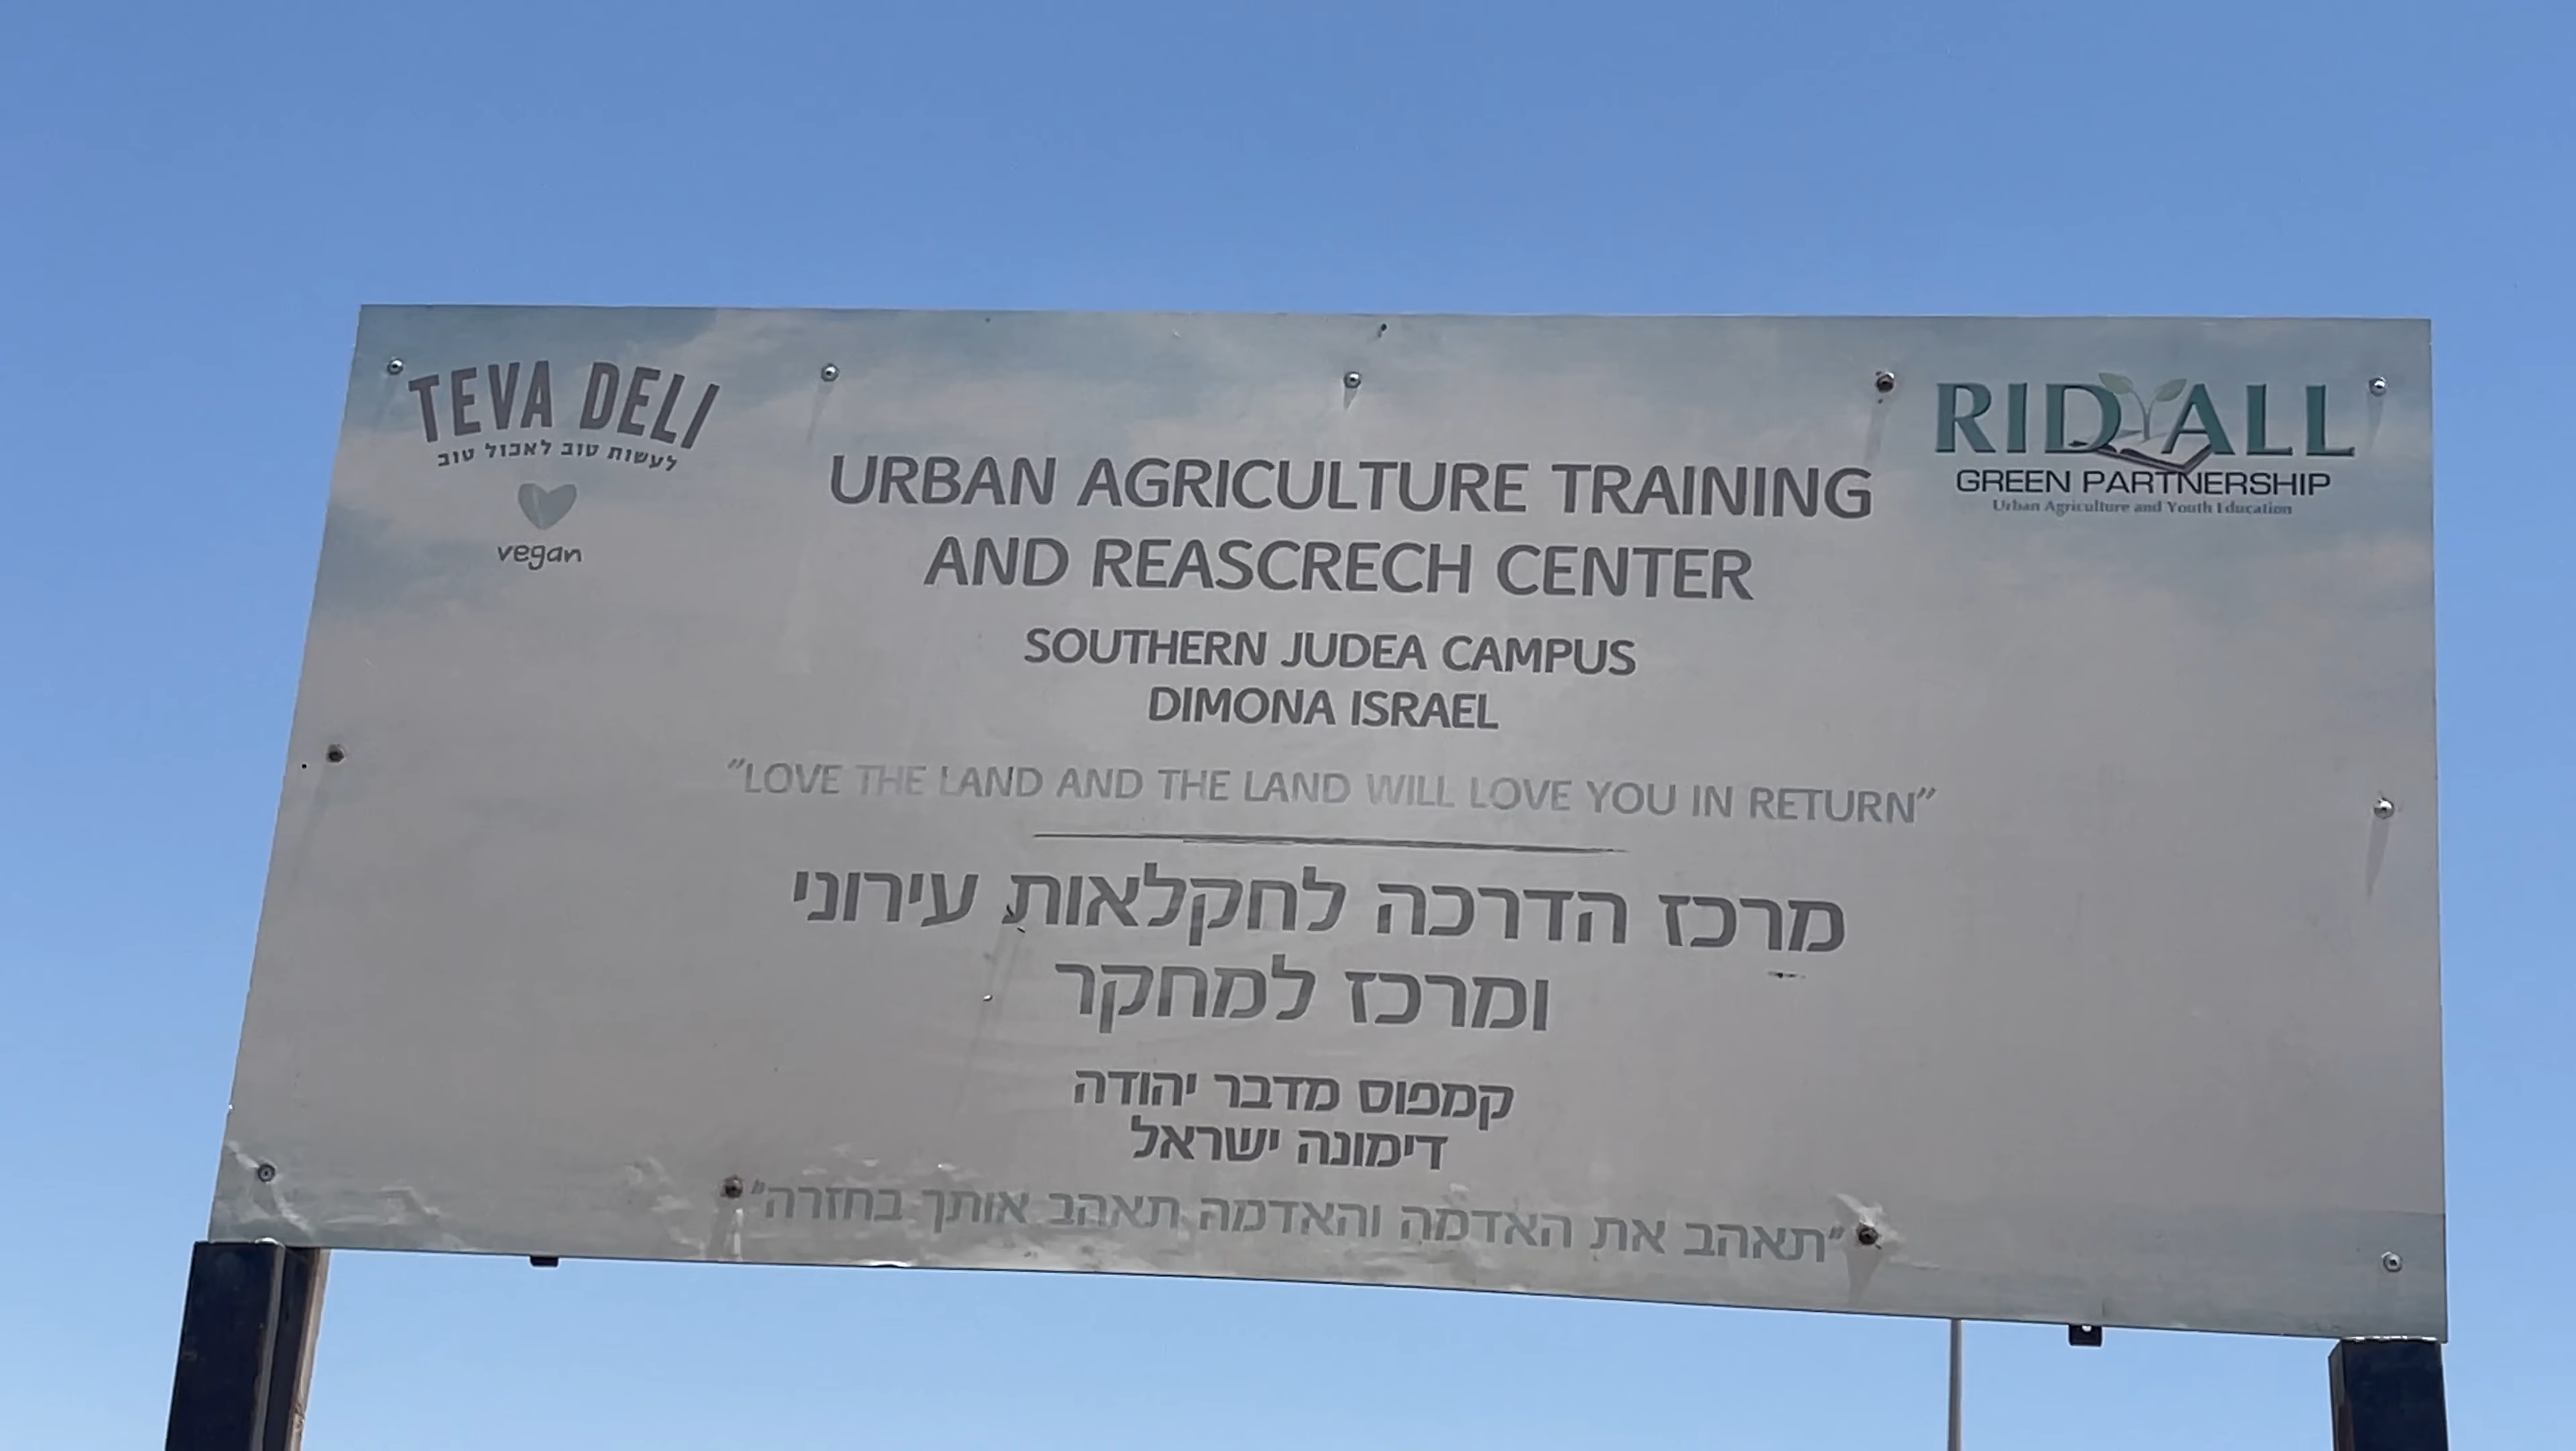 TEVA DELI
לעשות טוב לאכול טוב
vegan
RID ALL
GREEN PARTNERSHIP
Urban Agriculture and Youth Education
URBAN AGRICULTURE TRAINING
AND REASCRECH CENTER
SOUTHERN JUDEA CAMPUS
DIMONA ISRAEL
"LOVE THE LAND AND THE LAND WILL LOVE YOU IN RETURN"
מרכז הדרכה לחקלאות עירוני
ומרכז למחקר
קמפוס מדבר יהודה
דימונה ישראל
"תאהב את האדמה והאדמה תאהב אותך בחזרה"